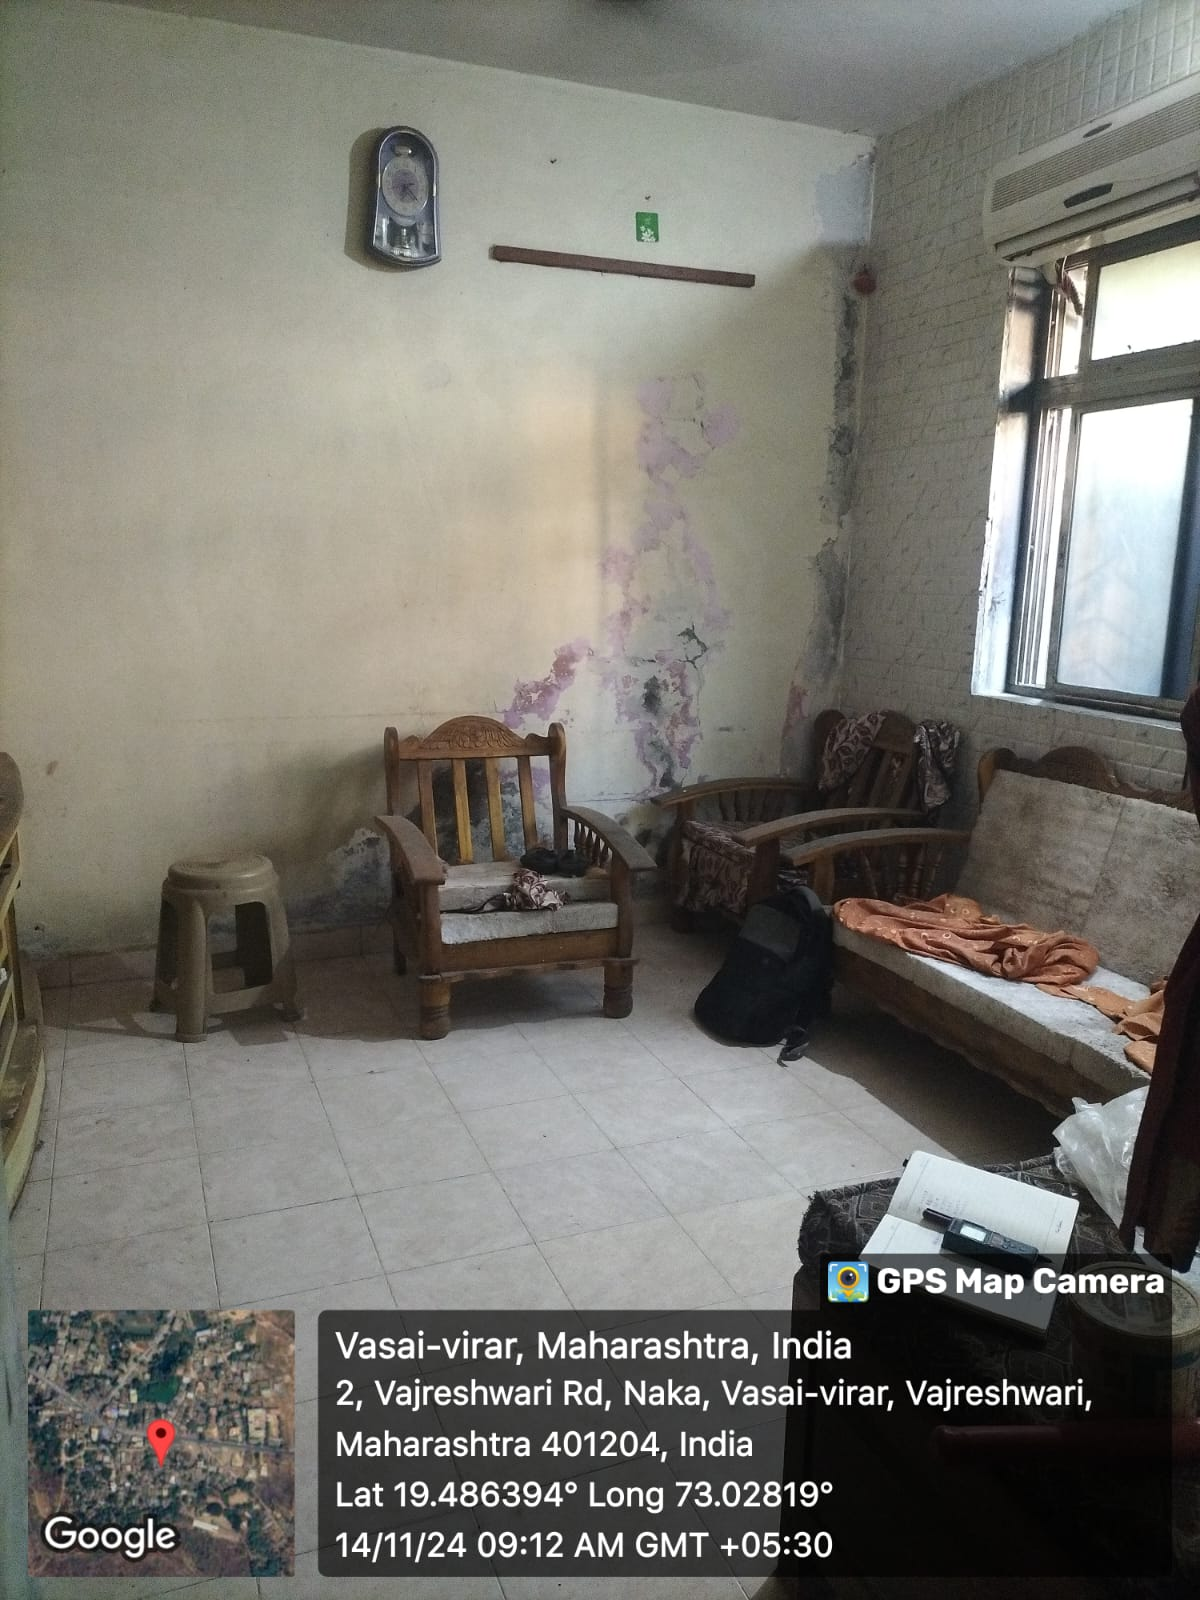 GPS Map Camera
Vasai-virar, Maharashtra, India
2, Vajreshwari Rd, Naka, Vasai-virar, Vajreshwari,
Maharashtra 401204, India
Lat 19.486394° Long 73.02819°
14/11/24 09:12 AM GMT +05:30
Google